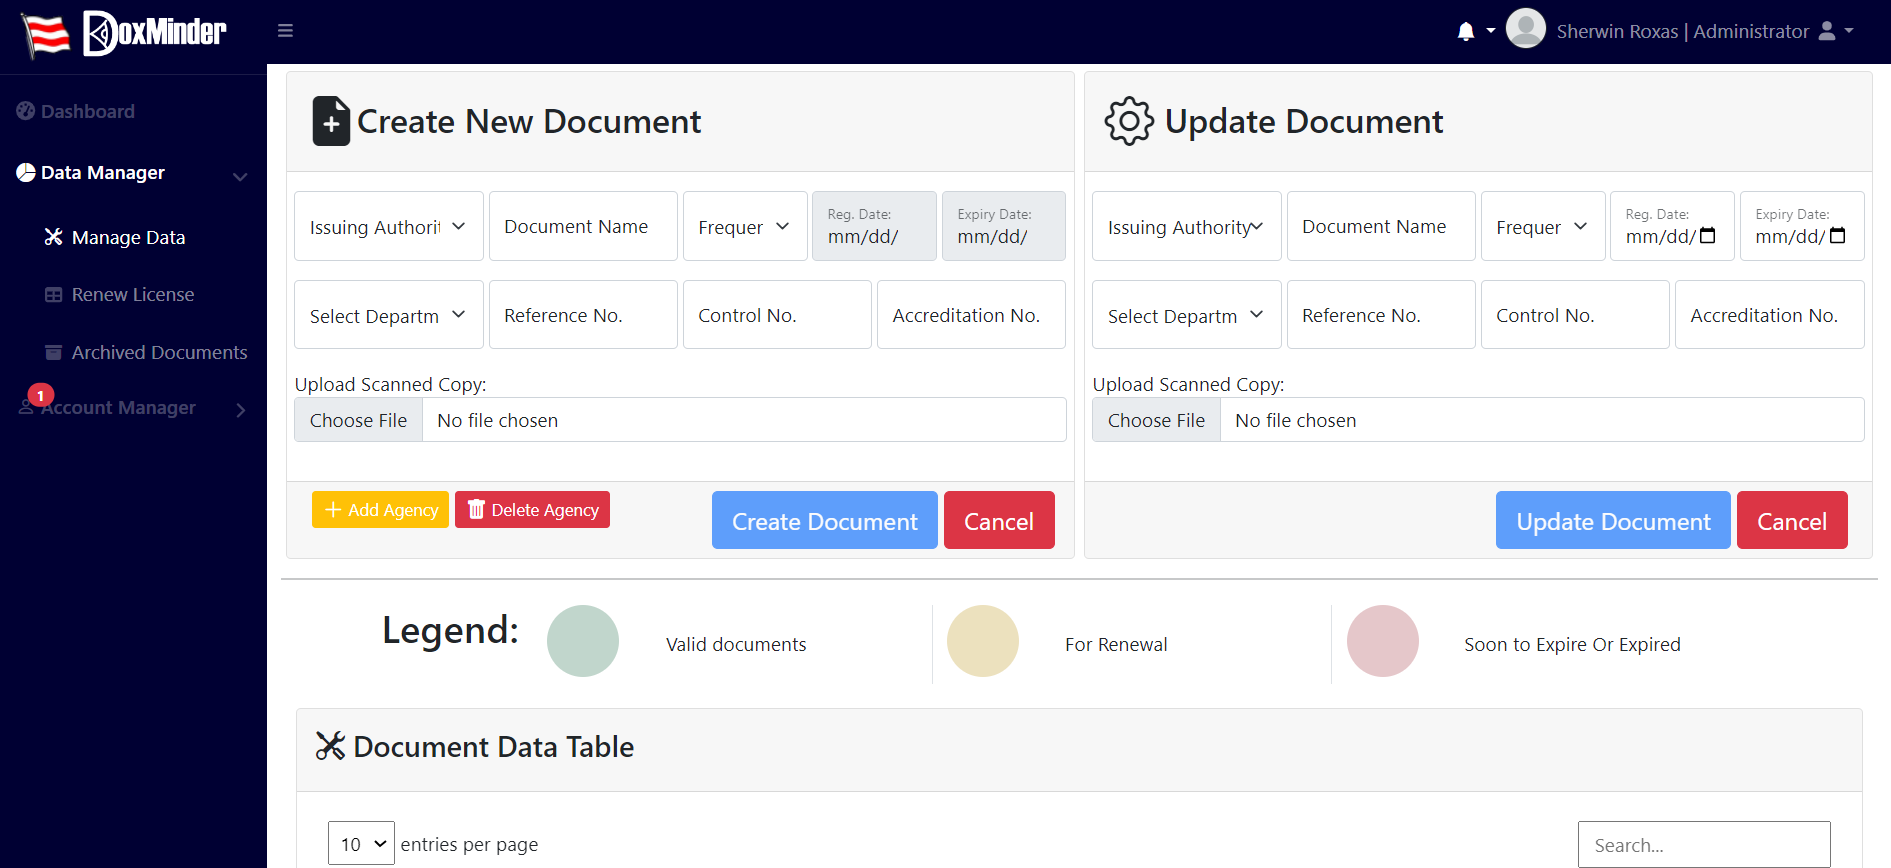 DoxMinder
Sherwin Roxas | Administrator
Dashboard
Data Manager
Manage Data
Renew License
Archived Documents
1
Account Manager
Create New Document
Issuing Authorit
Document Name
Frequer
Reg. Date:
mm/dd/
Expiry Date:
mm/dd/
Select Departm
Reference No.
Control No.
Accreditation No.
Upload Scanned Copy:
Choose File No file chosen
Add Agency
Delete Agency
Create Document
Cancel
Update Document
Issuing Authority
Document Name
Frequer
Reg. Date:
mm/dd/
Expiry Date:
mm/dd/
Select Departm
Reference No.
Control No.
Accreditation No.
Upload Scanned Copy:
Choose File No file chosen
Update Document
Cancel
Legend:
Valid documents
For Renewal
Soon to Expire Or Expired
Document Data Table
10 entries per page
Search...